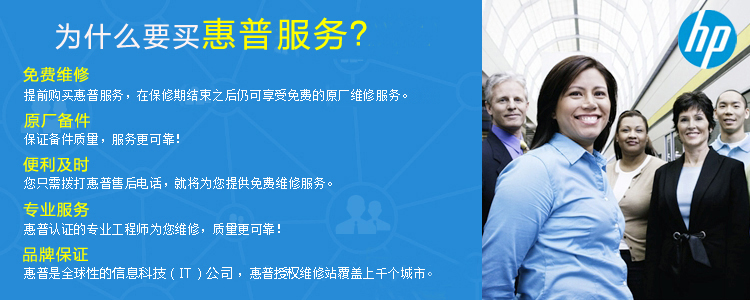 为什么要买惠普服务?
hp
免费维修
提前购买惠普服务，在保修期结束之后仍可享受免费的原厂维修服务。
原厂备件
保证备件质量，服务更可靠!
便利及时
您只需拨打惠普售后电话，就将为您提供免费维修服务。
专业服务
惠普认证的专业工程师为您维修，质量更可靠!
品牌保证
惠普是全球性的信息科技（IT）公司，惠普授权维修站覆盖上千个城市。